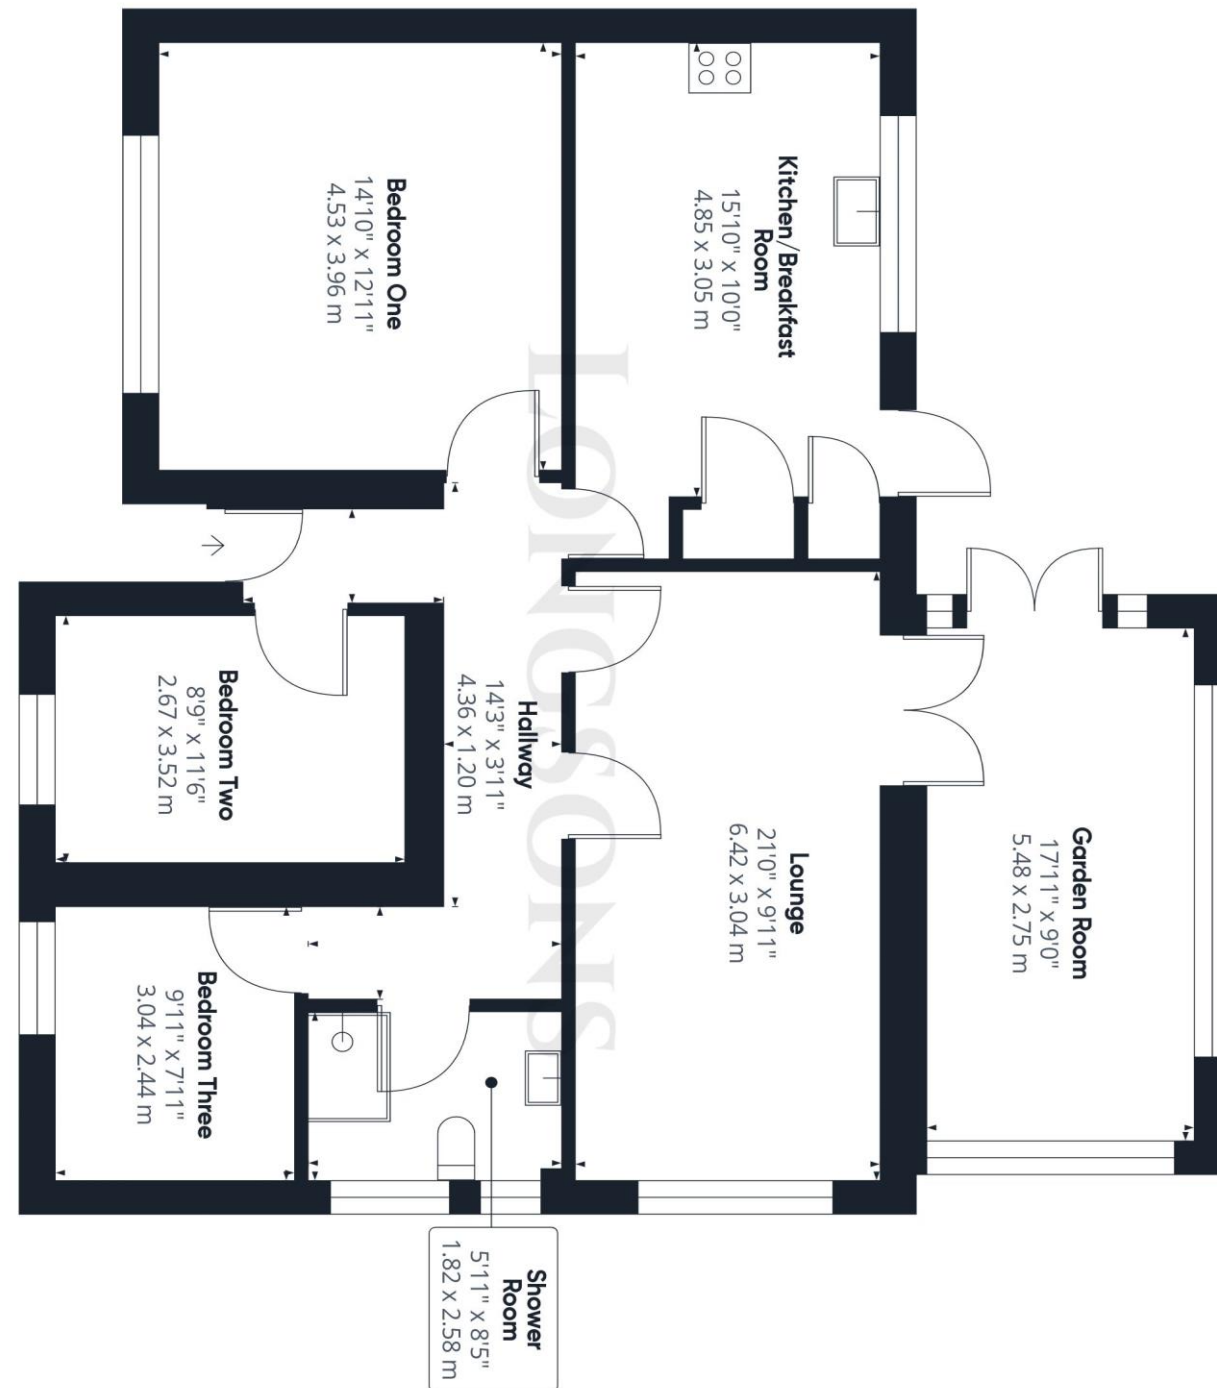 Kitchen/Breakfast
Room
15'10" x 10'0"
4.85 x 3.05 m
Bedroom One
14'10" x 12'11"
4.53 x 3.96 m
Garden Room
17'11" x 9'0"
5.48 x 2.75 m
Lounge
21'0" x 9'11"
6.42 x 3.04 m
Hallway
14'3" x 3'11"
4.36 x 1.20 m
Bedroom Two
8'9" x 11'6"
2.67 x 3.52 m
Bedroom Three
9'11" x 7'11"
3.04 x 2.44 m
Shower
Room
5'11" x 8'5"
1.82 x 2.58 m
LONGSONS